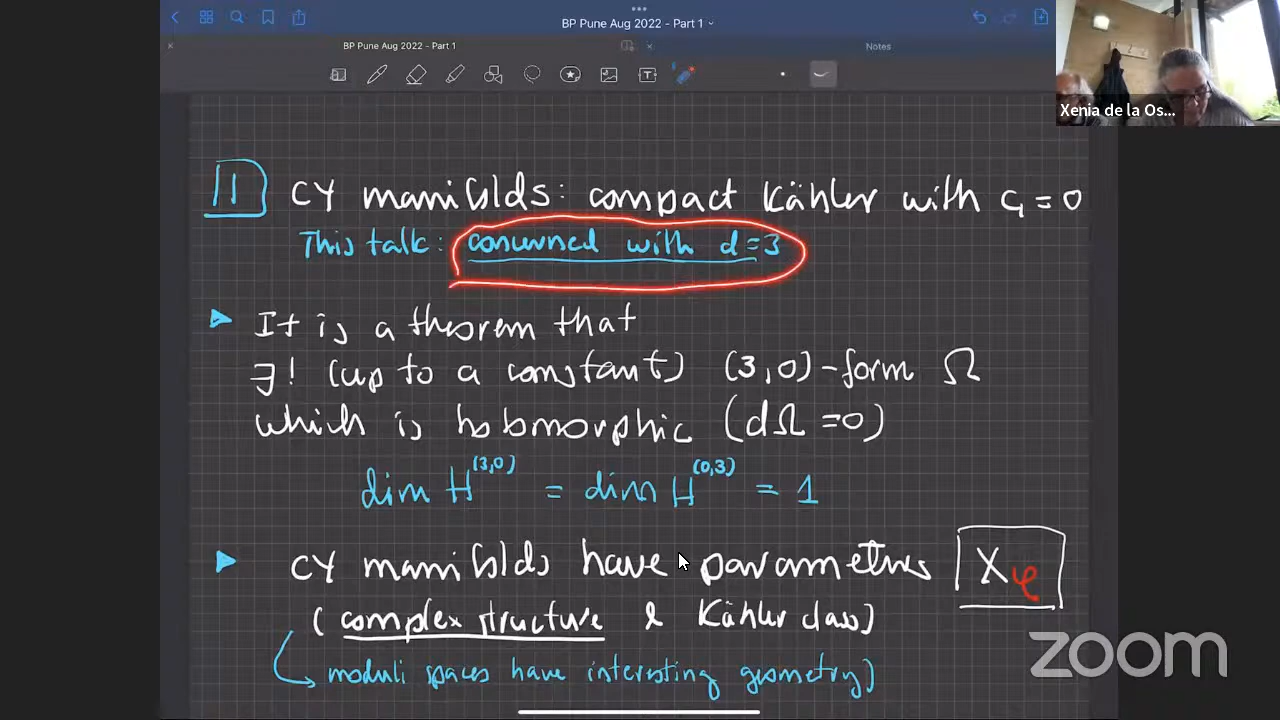 BP Pune Aug 2022 - Part 1
BP Pune Aug 2022 - Part 1
Notes
Xenia de la Os...
1 CY manifolds: compact Kähler with c₁ = 0
This talk: concerned with d=3
It is a theorem that
∃! (up to a constant) (3,0)-form Ω
which is holomorphic (dΩ = 0)
dim H^(3,0) = dim H^(0,3) = 1
CY manifolds have parameters X_φ
(complex structure & Kähler class)
moduli spaces have interesting geometry)
zoom